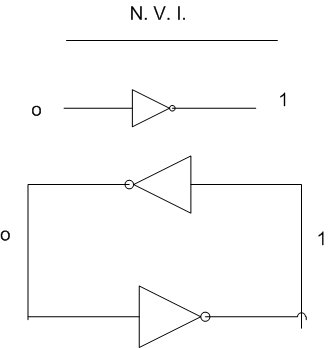 N. V. I.
o 1
o 1